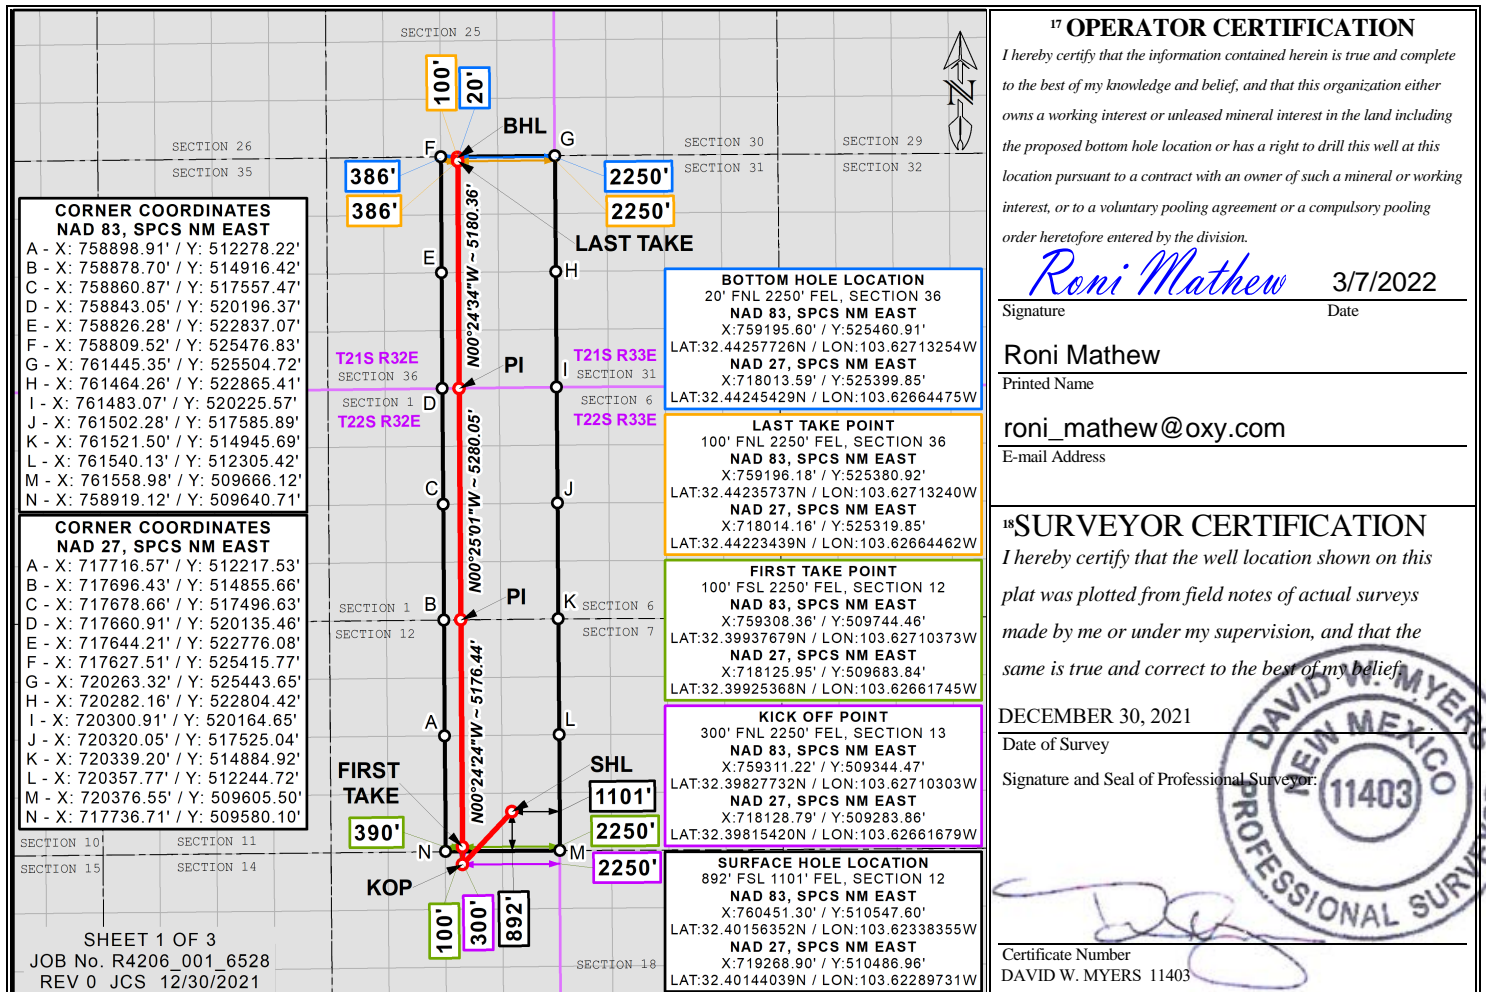 SECTION 25
100'
20'
BHL
F
G
N
SECTION 26
SECTION 35
SECTION 30
SECTION 31
SECTION 29
SECTION 32
386'
386'
2250'
2250'
LAST TAKE
N00°24'34"W ~ 5180.36'
E
H
T21S R32E
SECTION 36
T21S R33E
SECTION 31
PI
I
SECTION 1
D
T22S R32E
SECTION 6
T22S R33E
N00°25'01"W ~ 5280.05'
C
J
SECTION 1
SECTION 12
B
PI
K
SECTION 6
SECTION 7
N00°24'24"W ~ 5176.44'
A
L
FIRST
TAKE
SHL
1101'
390'
2250'
N
M
2250'
KOP
100'
300'
892'
SECTION 10
SECTION 11
SECTION 15
SECTION 14
SECTION 18
CORNER COORDINATES
NAD 83, SPCS NM EAST
A - X: 758898.91' / Y: 512278.22'
B - X: 758878.70' / Y: 514916.42'
C - X: 758860.87' / Y: 517557.47'
D - X: 758843.05' / Y: 520196.37'
E - X: 758826.28' / Y: 522837.07'
F - X: 758809.52' / Y: 525476.83'
G - X: 761445.35' / Y: 525504.72'
H - X: 761464.26' / Y: 522865.41'
I - X: 761483.07' / Y: 520225.57'
J - X: 761502.28' / Y: 517585.89'
K - X: 761521.50' / Y: 514945.69'
L - X: 761540.13' / Y: 512305.42'
M - X: 761558.98' / Y: 509666.12'
N - X: 758919.12' / Y: 509640.71'
CORNER COORDINATES
NAD 27, SPCS NM EAST
A - X: 717716.57' / Y: 512217.53'
B - X: 717696.43' / Y: 514855.66'
C - X: 717678.66' / Y: 517496.63'
D - X: 717660.91' / Y: 520135.46'
E - X: 717644.21' / Y: 522776.08'
F - X: 717627.51' / Y: 525415.77'
G - X: 720263.32' / Y: 525443.65'
H - X: 720282.16' / Y: 522804.42'
I - X: 720300.91' / Y: 520164.65'
J - X: 720320.05' / Y: 517525.04'
K - X: 720339.20' / Y: 514884.92'
L - X: 720357.77' / Y: 512244.72'
M - X: 720376.55' / Y: 509605.50'
N - X: 717736.71' / Y: 509580.10'
SHEET 1 OF 3
JOB No. R4206_001_6528
REV 0 JCS 12/30/2021
BOTTOM HOLE LOCATION
20' FNL 2250' FEL, SECTION 36
NAD 83, SPCS NM EAST
X:759195.60' / Y:525460.91'
LAT:32.44257726N / LON:103.62713254W
NAD 27, SPCS NM EAST
X:718013.59' / Y:525399.85'
LAT:32.44245429N / LON:103.62664475W
LAST TAKE POINT
100' FNL 2250' FEL, SECTION 36
NAD 83, SPCS NM EAST
X:759196.18' / Y:525380.92'
LAT:32.44235737N / LON:103.62713240W
NAD 27, SPCS NM EAST
X:718014.16' / Y:525319.85'
LAT:32.44223439N / LON:103.62664462W
FIRST TAKE POINT
100' FSL 2250' FEL, SECTION 12
NAD 83, SPCS NM EAST
X:759308.36' / Y:509744.46'
LAT:32.39937679N / LON:103.62710373W
NAD 27, SPCS NM EAST
X:718125.95' / Y:509683.84'
LAT:32.39925368N / LON:103.62661745W
KICK OFF POINT
300' FNL 2250' FEL, SECTION 13
NAD 83, SPCS NM EAST
X:759311.22' / Y:509344.47'
LAT:32.39827732N / LON:103.62710303W
NAD 27, SPCS NM EAST
X:718128.79' / Y:509283.86'
LAT:32.39815420N / LON:103.62661679W
SURFACE HOLE LOCATION
892' FSL 1101' FEL, SECTION 12
NAD 83, SPCS NM EAST
X:760451.30' / Y:510547.60'
LAT:32.40156352N / LON:103.62338355W
NAD 27, SPCS NM EAST
X:719268.90' / Y:510486.96'
LAT:32.40144039N / LON:103.62289731W
17 OPERATOR CERTIFICATION
I hereby certify that the information contained herein is true and complete
to the best of my knowledge and belief, and that this organization either
owns a working interest or unleased mineral interest in the land including
the proposed bottom hole location or has a right to drill this well at this
location pursuant to a contract with an owner of such a mineral or working
interest, or to a voluntary pooling agreement or a compulsory pooling
order heretofore entered by the division.
Roni Mathew 3/7/2022
Signature Date
Roni Mathew
Printed Name
roni_mathew@oxy.com
E-mail Address
18SURVEYOR CERTIFICATION
I hereby certify that the well location shown on this
plat was plotted from field notes of actual surveys
made by me or under my supervision, and that the
same is true and correct to the best of my belief.
DECEMBER 30, 2021
Date of Survey
Signature and Seal of Professional Surveyor:
DAVID W. MYERS
NEW MEXICO
11403
PROFESSIONAL SURVEYOR
Certificate Number
DAVID W. MYERS 11403